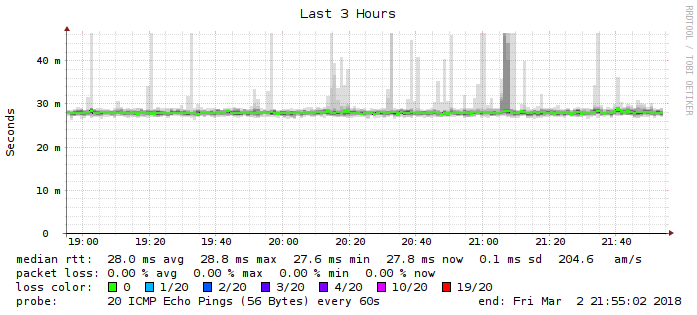 Last 3 Hours
RRDTOOL / TOBI OETIKER
Seconds
40 m
30 m
20 m
10 m
0
19:00 19:20 19:40 20:00 20:20 20:40 21:00 21:20 21:40
median rtt: 28.0 ms avg 28.8 ms max 27.6 ms min 27.8 ms now 0.1 ms sd 204.6 am/s
packet loss: 0.00 % avg 0.00 % max 0.00 % min 0.00 % now
loss color: 0 1/20 2/20 3/20 4/20 10/20 19/20
probe: 20 ICMP Echo Pings (56 Bytes) every 60s end: Fri Mar 2 21:55:02 2018